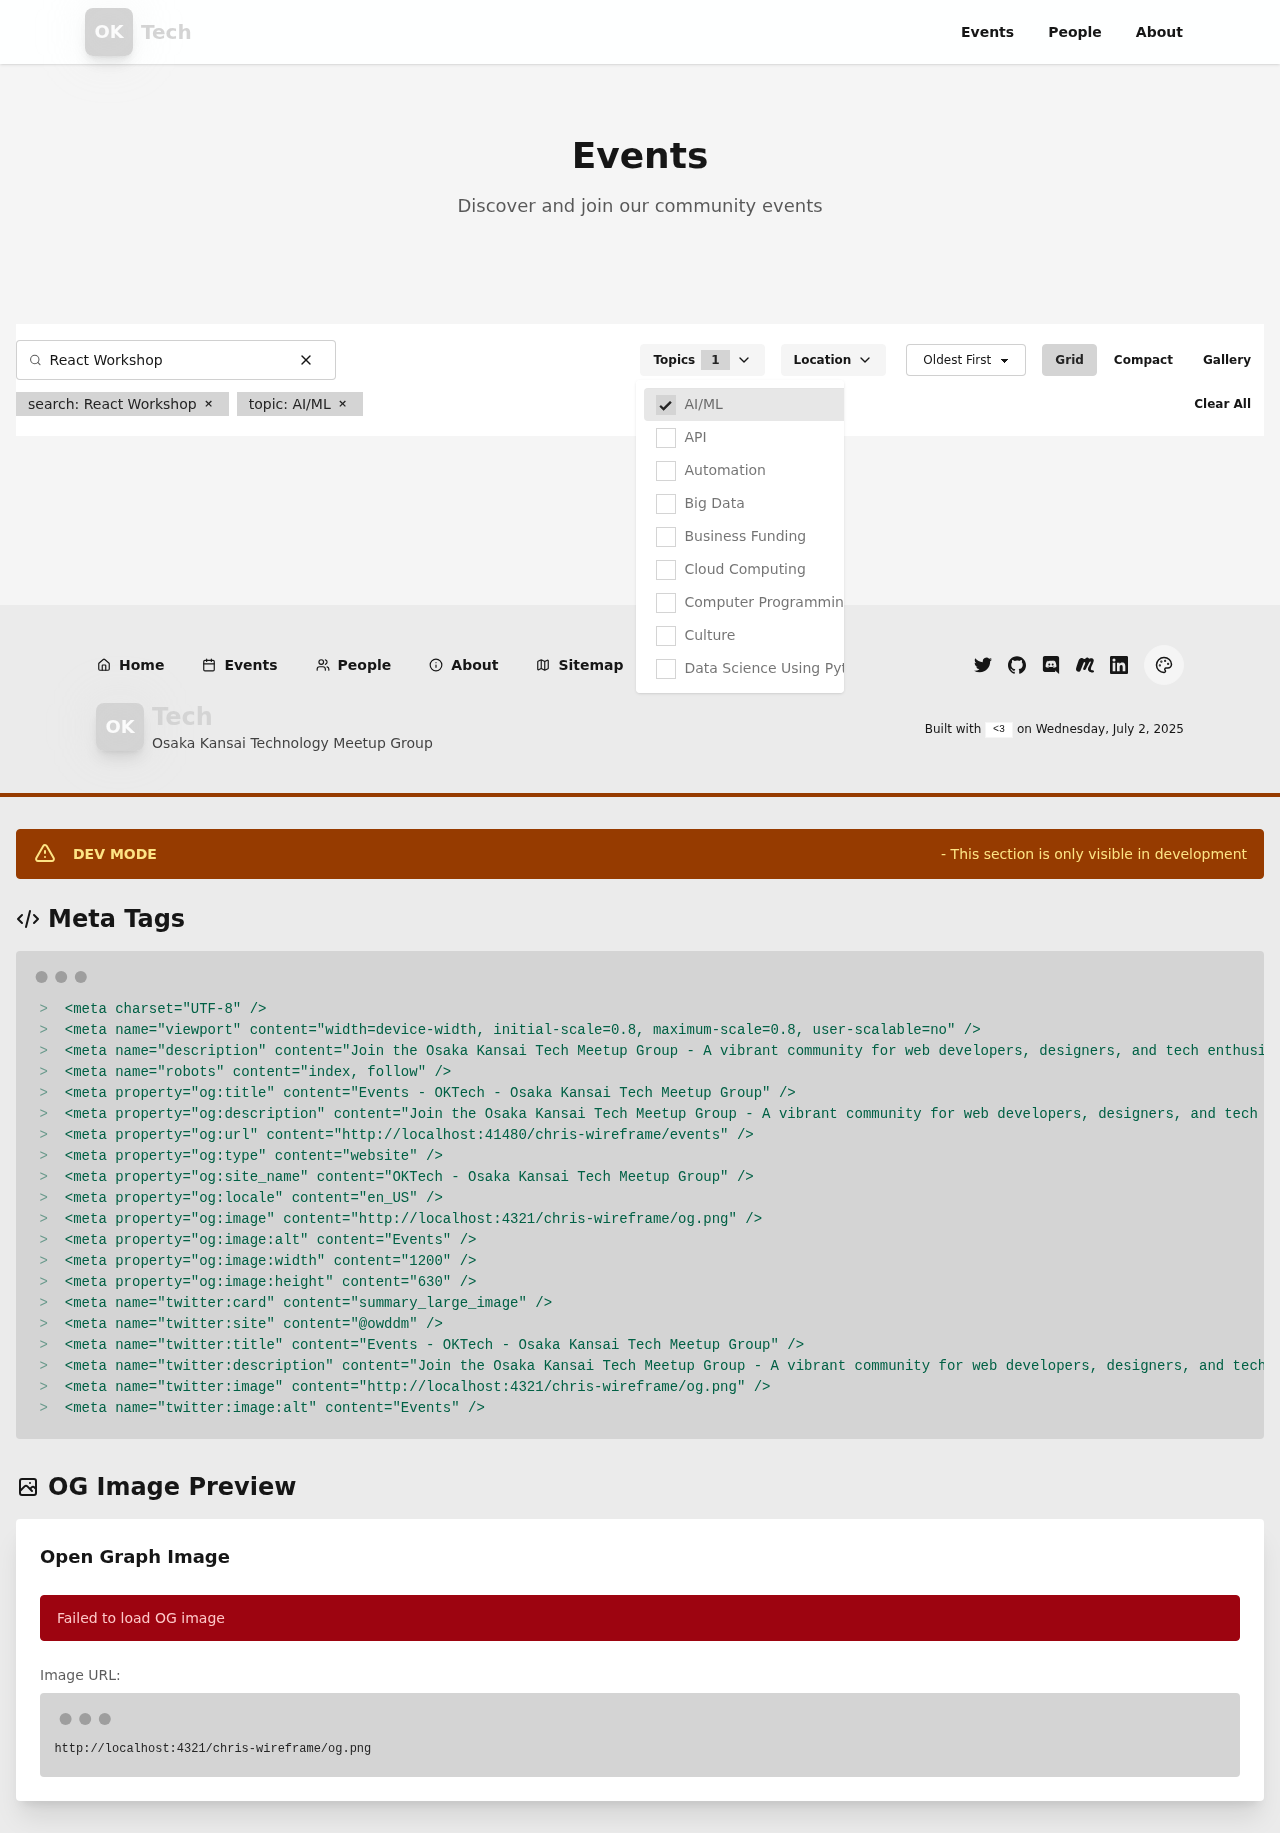 OK Tech
Events People About
Events
Discover and join our community events
React Workshop
Topics 1 Location Oldest First Grid Compact Gallery
search: React Workshop × topic: AI/ML ×
Clear All
AI/ML
API
Automation
Big Data
Business Funding
Cloud Computing
Computer Programmin
Culture
Data Science Using Pyt
Home Events People About Sitemap
OK Tech
Osaka Kansai Technology Meetup Group
Built with <3 on Wednesday, July 2, 2025
DEV MODE - This section is only visible in development
Meta Tags
> <meta charset="UTF-8" />
> <meta name="viewport" content="width=device-width, initial-scale=0.8, maximum-scale=0.8, user-scalable=no" />
> <meta name="description" content="Join the Osaka Kansai Tech Meetup Group - A vibrant community for web developers, designers, and tech enthusi
> <meta name="robots" content="index, follow" />
> <meta property="og:title" content="Events - OKTech - Osaka Kansai Tech Meetup Group" />
> <meta property="og:description" content="Join the Osaka Kansai Tech Meetup Group - A vibrant community for web developers, designers, and tech
> <meta property="og:url" content="http://localhost:41480/chris-wireframe/events" />
> <meta property="og:type" content="website" />
> <meta property="og:site_name" content="OKTech - Osaka Kansai Tech Meetup Group" />
> <meta property="og:locale" content="en_US" />
> <meta property="og:image" content="http://localhost:4321/chris-wireframe/og.png" />
> <meta property="og:image:alt" content="Events" />
> <meta property="og:image:width" content="1200" />
> <meta property="og:image:height" content="630" />
> <meta name="twitter:card" content="summary_large_image" />
> <meta name="twitter:site" content="@owddm" />
> <meta name="twitter:title" content="Events - OKTech - Osaka Kansai Tech Meetup Group" />
> <meta name="twitter:description" content="Join the Osaka Kansai Tech Meetup Group - A vibrant community for web developers, designers, and tech
> <meta name="twitter:image" content="http://localhost:4321/chris-wireframe/og.png" />
> <meta name="twitter:image:alt" content="Events" />
OG Image Preview
Open Graph Image
Failed to load OG image
Image URL:
http://localhost:4321/chris-wireframe/og.png